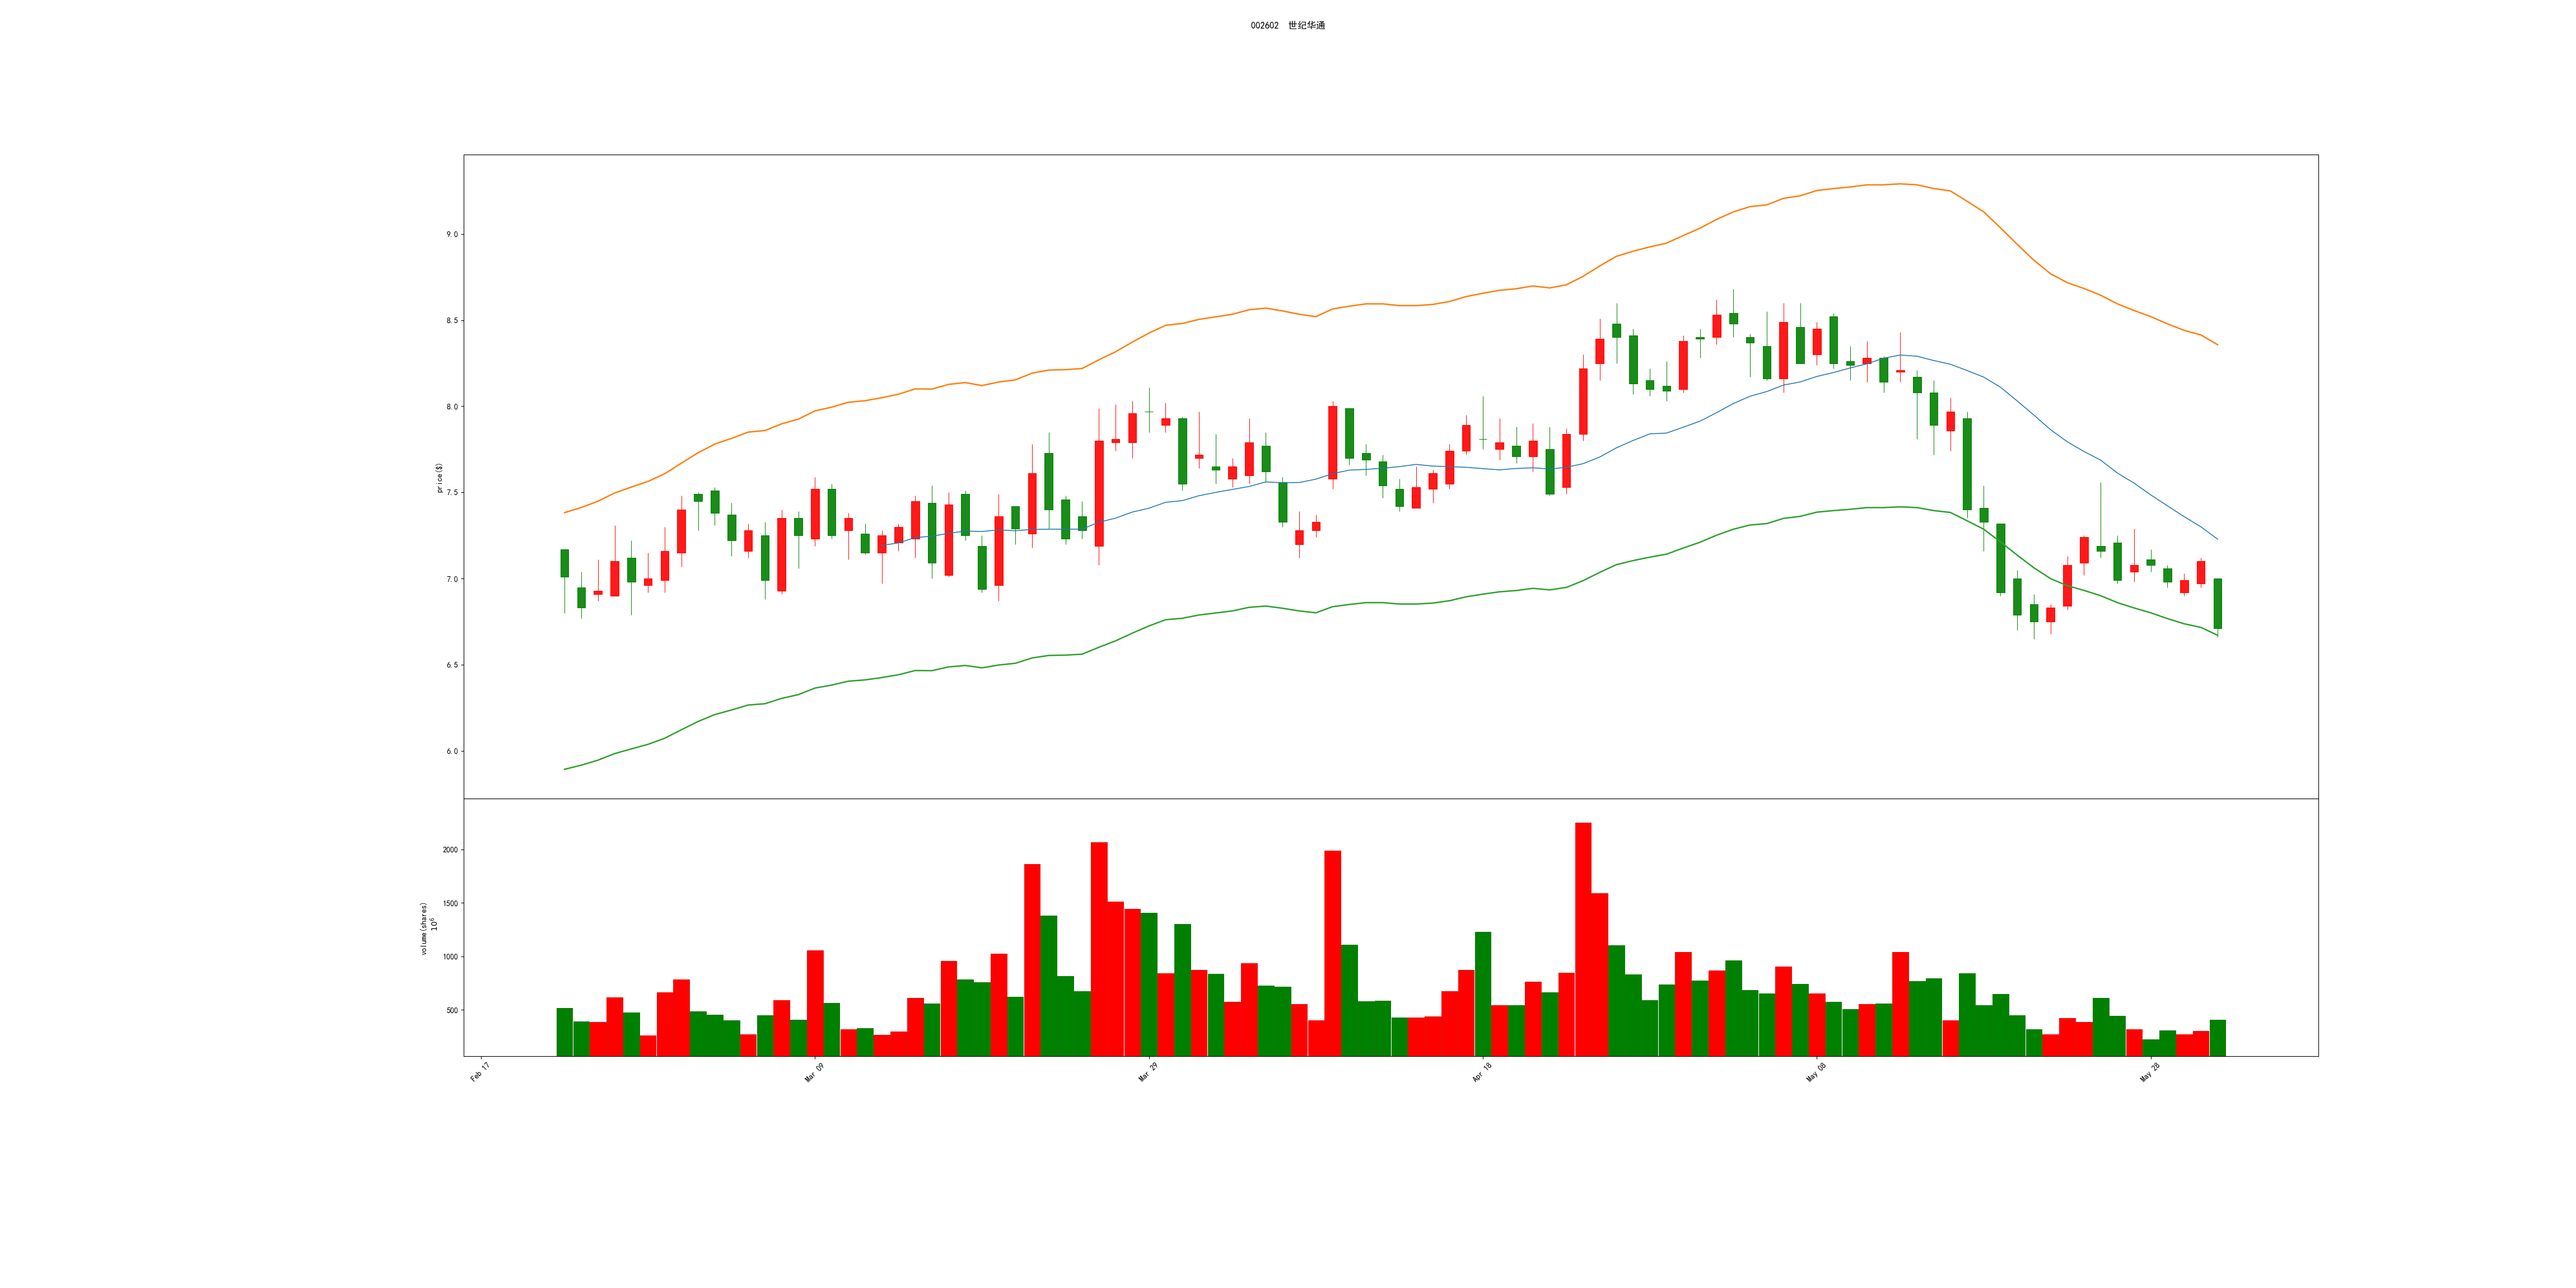 002602 世纪华通
price($)
9.0
8.5
8.0
7.5
7.0
6.5
6.0
volume(shares)
10^6
2000
1500
1000
500
Feb 17
Mar 09
Mar 29
Apr 18
May 08
May 28